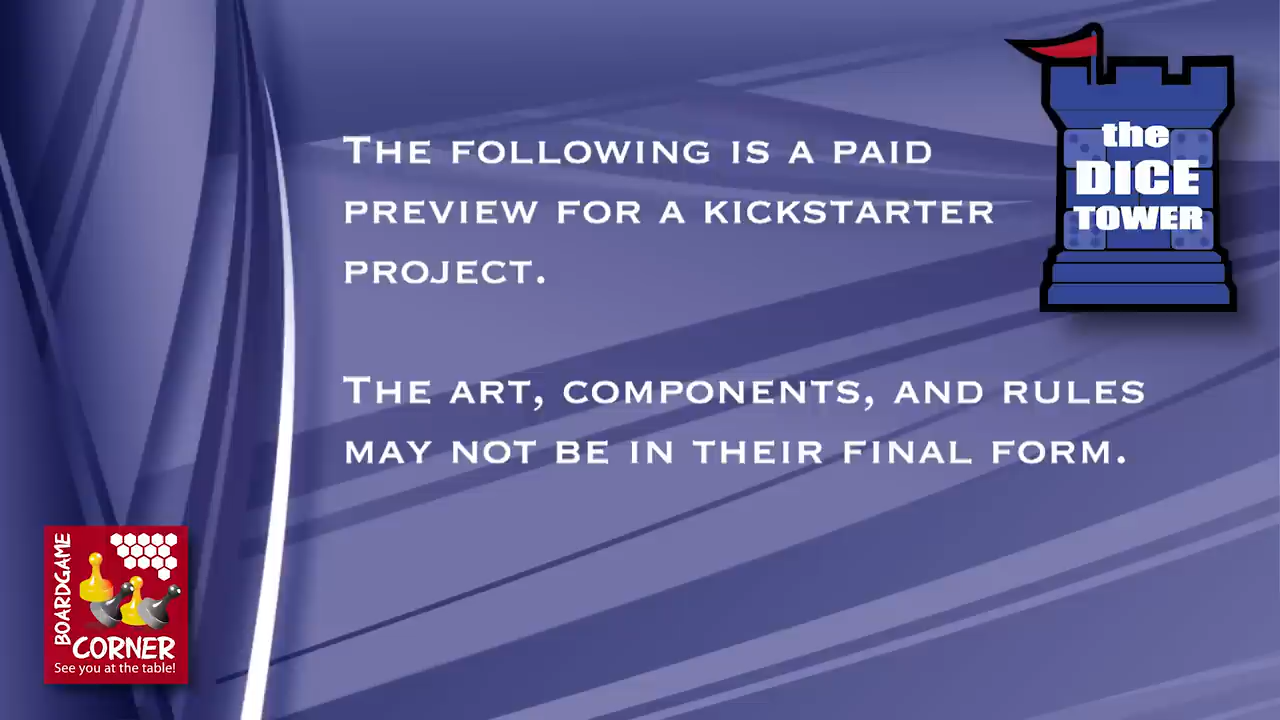 THE FOLLOWING IS A PAID
PREVIEW FOR A KICKSTARTER
PROJECT.
THE ART, COMPONENTS, AND RULES
MAY NOT BE IN THEIR FINAL FORM.
the
DICE
TOWER
BOARDGAME
CORNER
See you at the table!